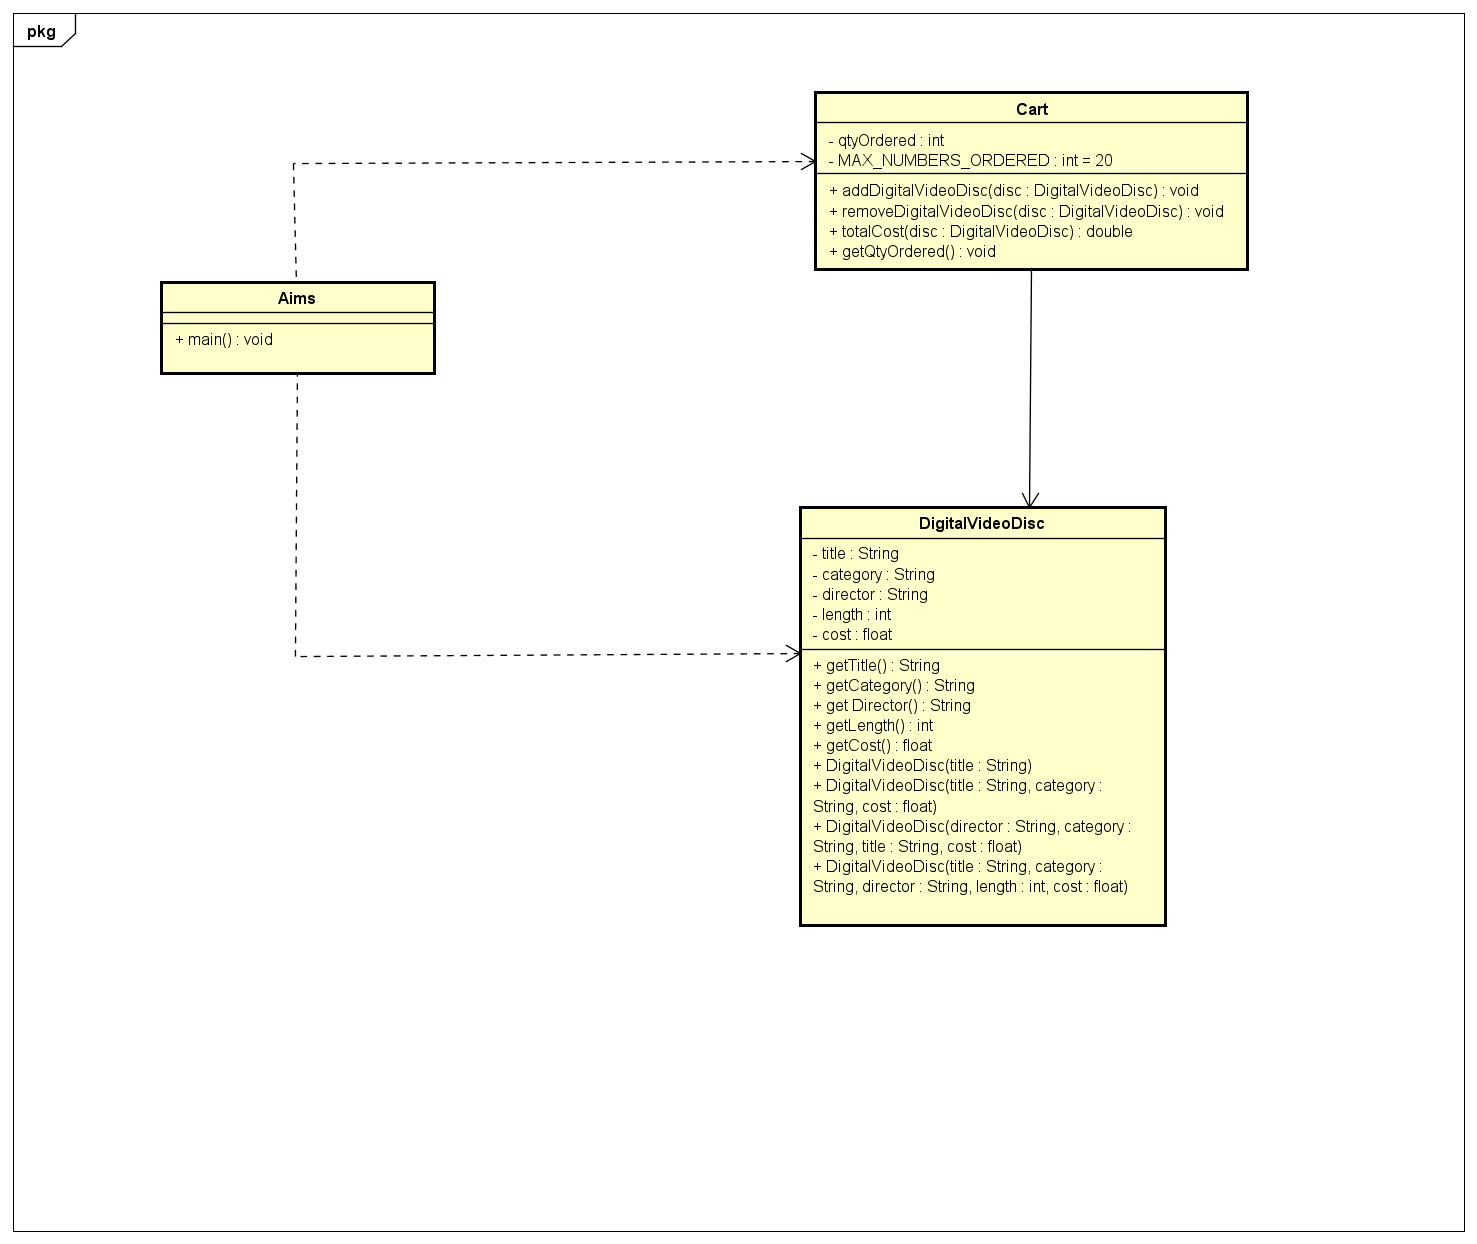 pkg
Cart
- qtyOrdered : int
- MAX_NUMBERS_ORDERED : int = 20
+ addDigitalVideoDisc(disc : DigitalVideoDisc) : void
+ removeDigitalVideoDisc(disc : DigitalVideoDisc) : void
+ totalCost(disc : DigitalVideoDisc) : double
+ getQtyOrdered() : void
Aims
+ main() : void
DigitalVideoDisc
- title : String
- category : String
- director : String
- length : int
- cost : float
+ getTitle() : String
+ getCategory() : String
+ get Director() : String
+ getLength() : int
+ getCost() : float
+ DigitalVideoDisc(title : String)
+ DigitalVideoDisc(title : String, category :
String, cost : float)
+ DigitalVideoDisc(director : String, category :
String, title : String, cost : float)
+ DigitalVideoDisc(title : String, category :
String, director : String, length : int, cost : float)